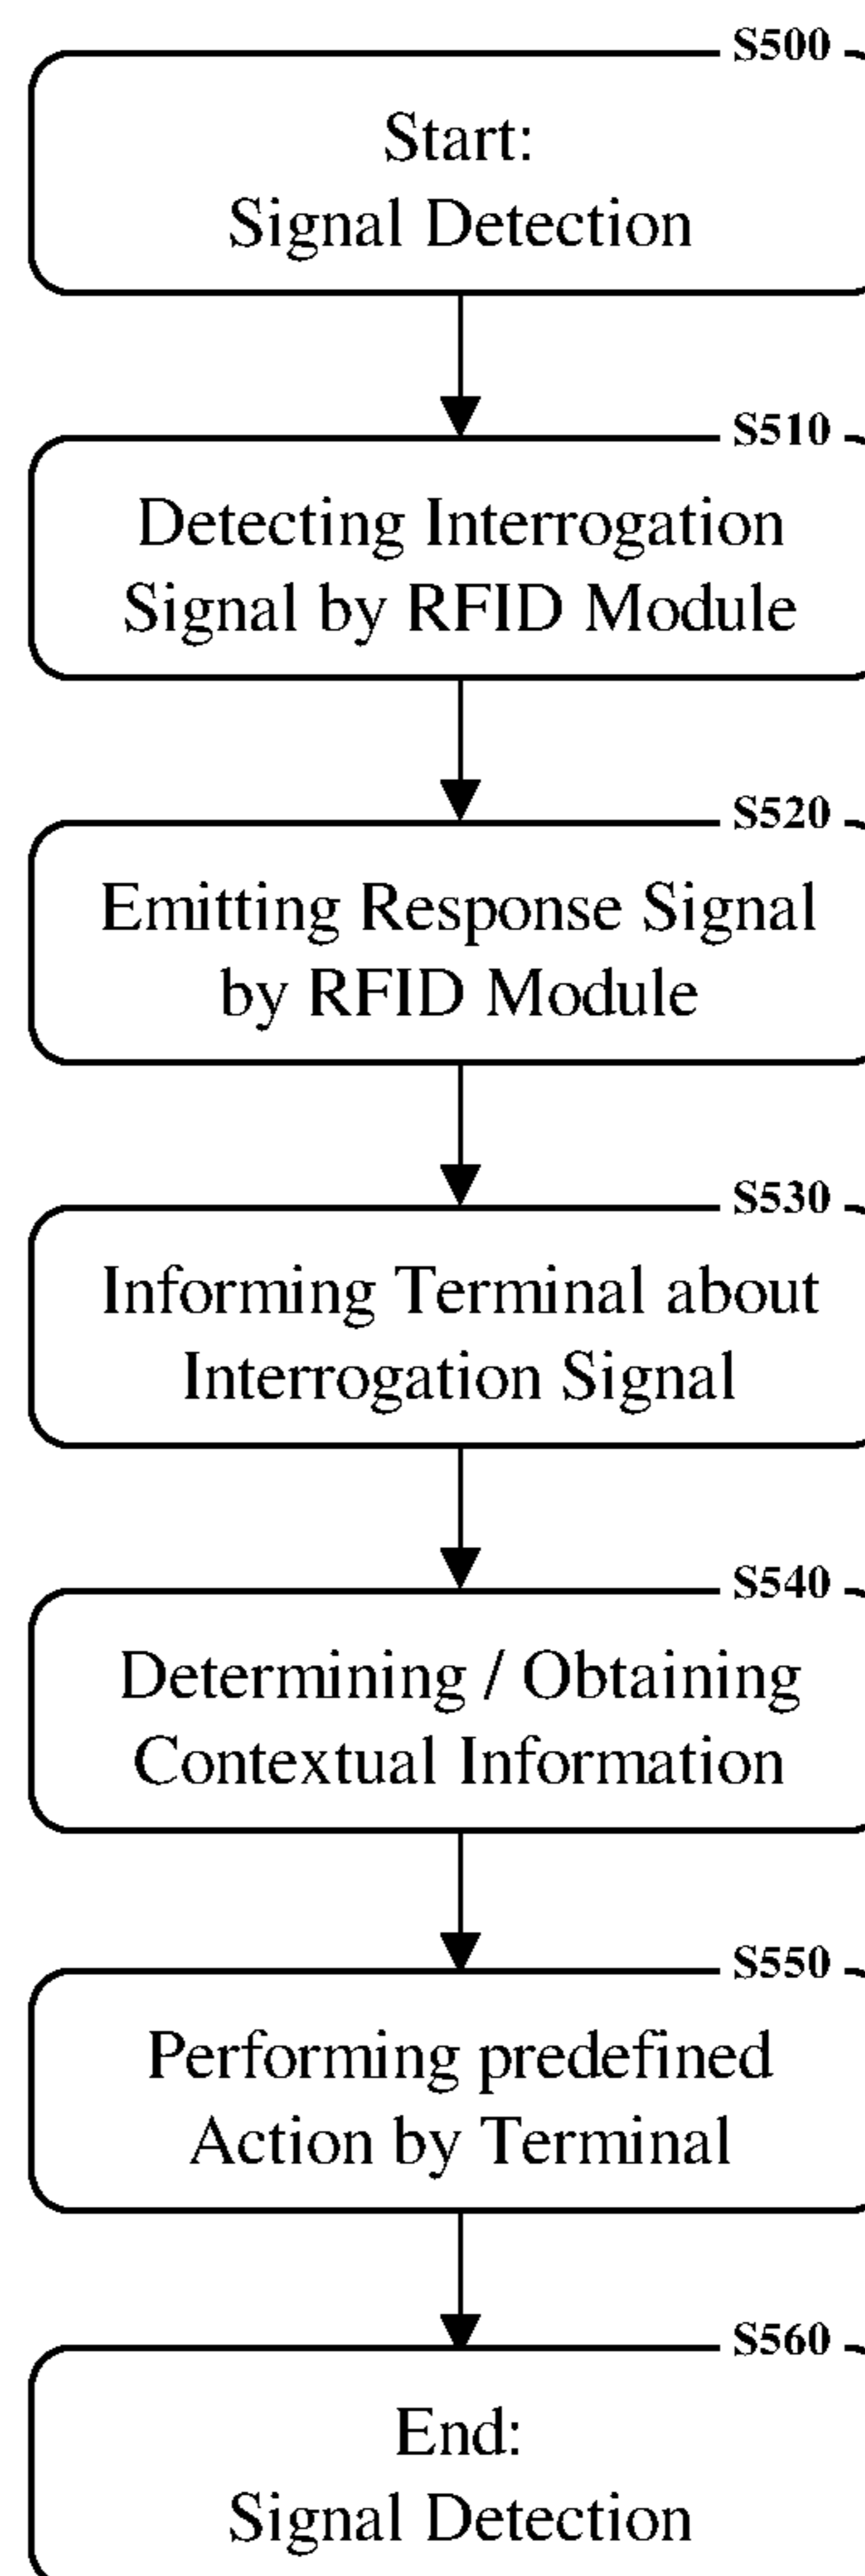 S500
Start:
Signal Detection
S510
Detecting Interrogation
Signal by RFID Module
S520
Emitting Response Signal
by RFID Module
S530
Informing Terminal about
Interrogation Signal
S540
Determining / Obtaining
Contextual Information
S550
Performing predefined
Action by Terminal
S560
End:
Signal Detection